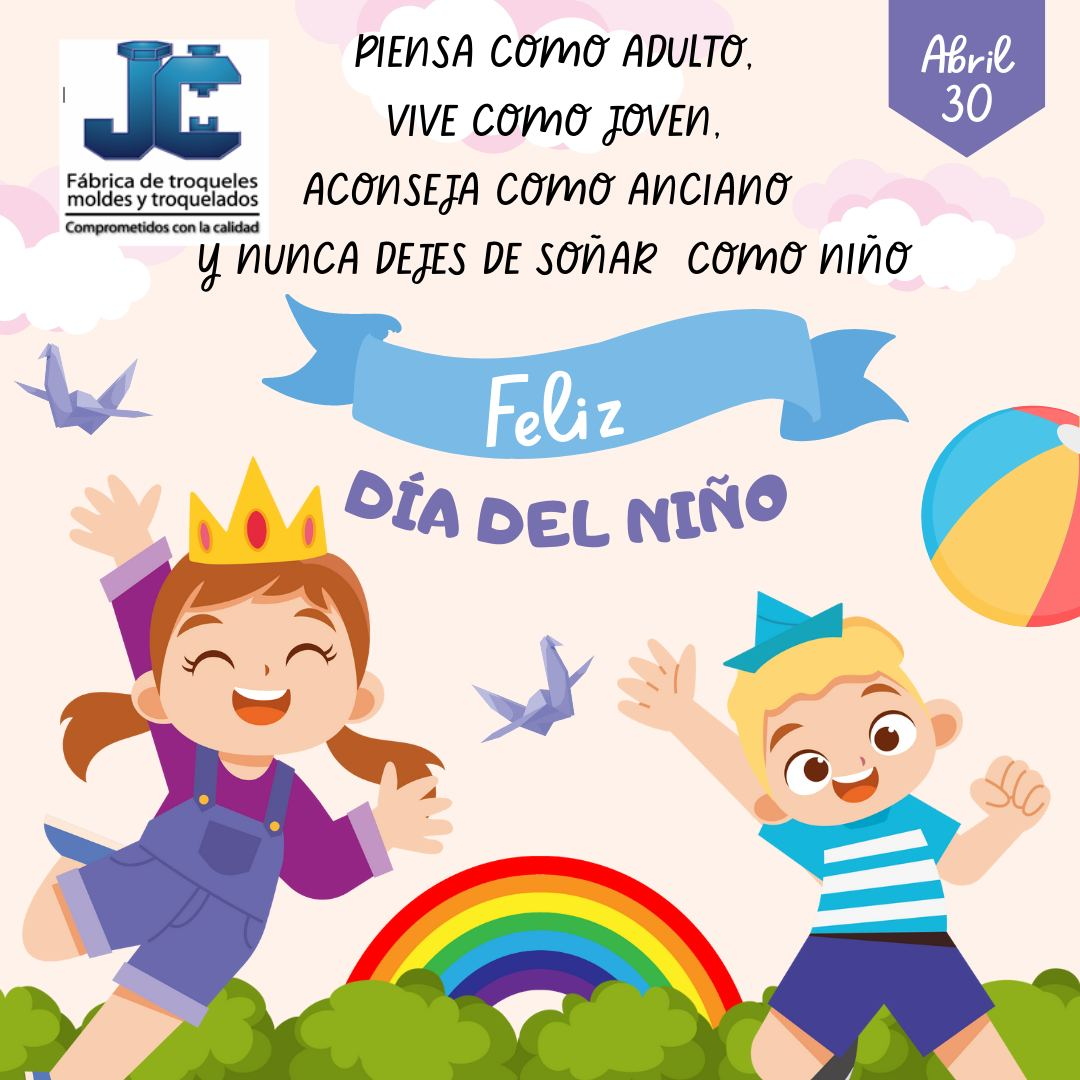 PIENSA COMO ADULTO,
VIVE COMO JOVEN,
ACONSEJA COMO ANCIANO
Y NUNCA DEJES DE SOÑAR COMO NIÑO
Abril
30
JC
Fábrica de troqueles
moldes y troquelados
Comprometidos con la calidad
Feliz
DÍA DEL NIÑO